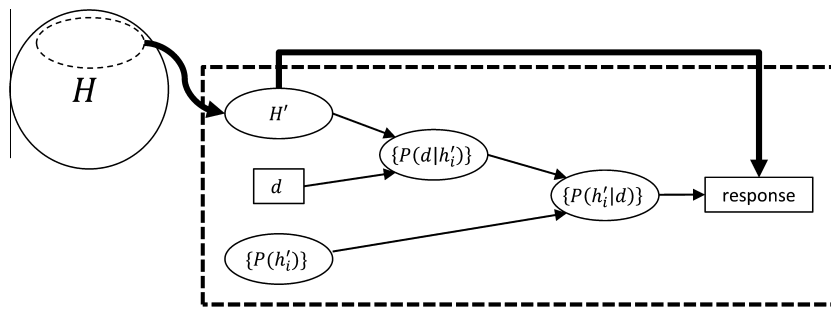 H
H′
{P(d|h′ᵢ)}
d
{P(h′ᵢ|d)}
response
{P(h′ᵢ)}